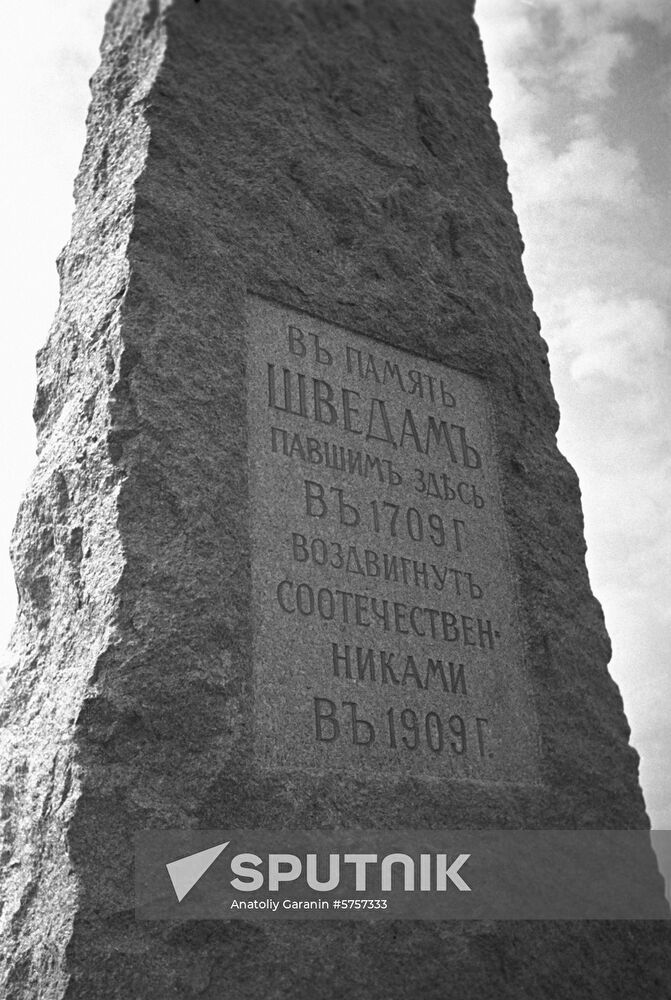 ВЪ ПАМЯТЬ
ШВЕДАМЪ
ПАВШИМЪ ЗДѢСЬ
ВЪ 1709 Г
ВОЗДВИГНУТЪ
СООТЕЧЕСТВЕН-
НИКАМИ
ВЪ 1909 Г.
SPUTNIK
Anatoliy Garanin #5757333